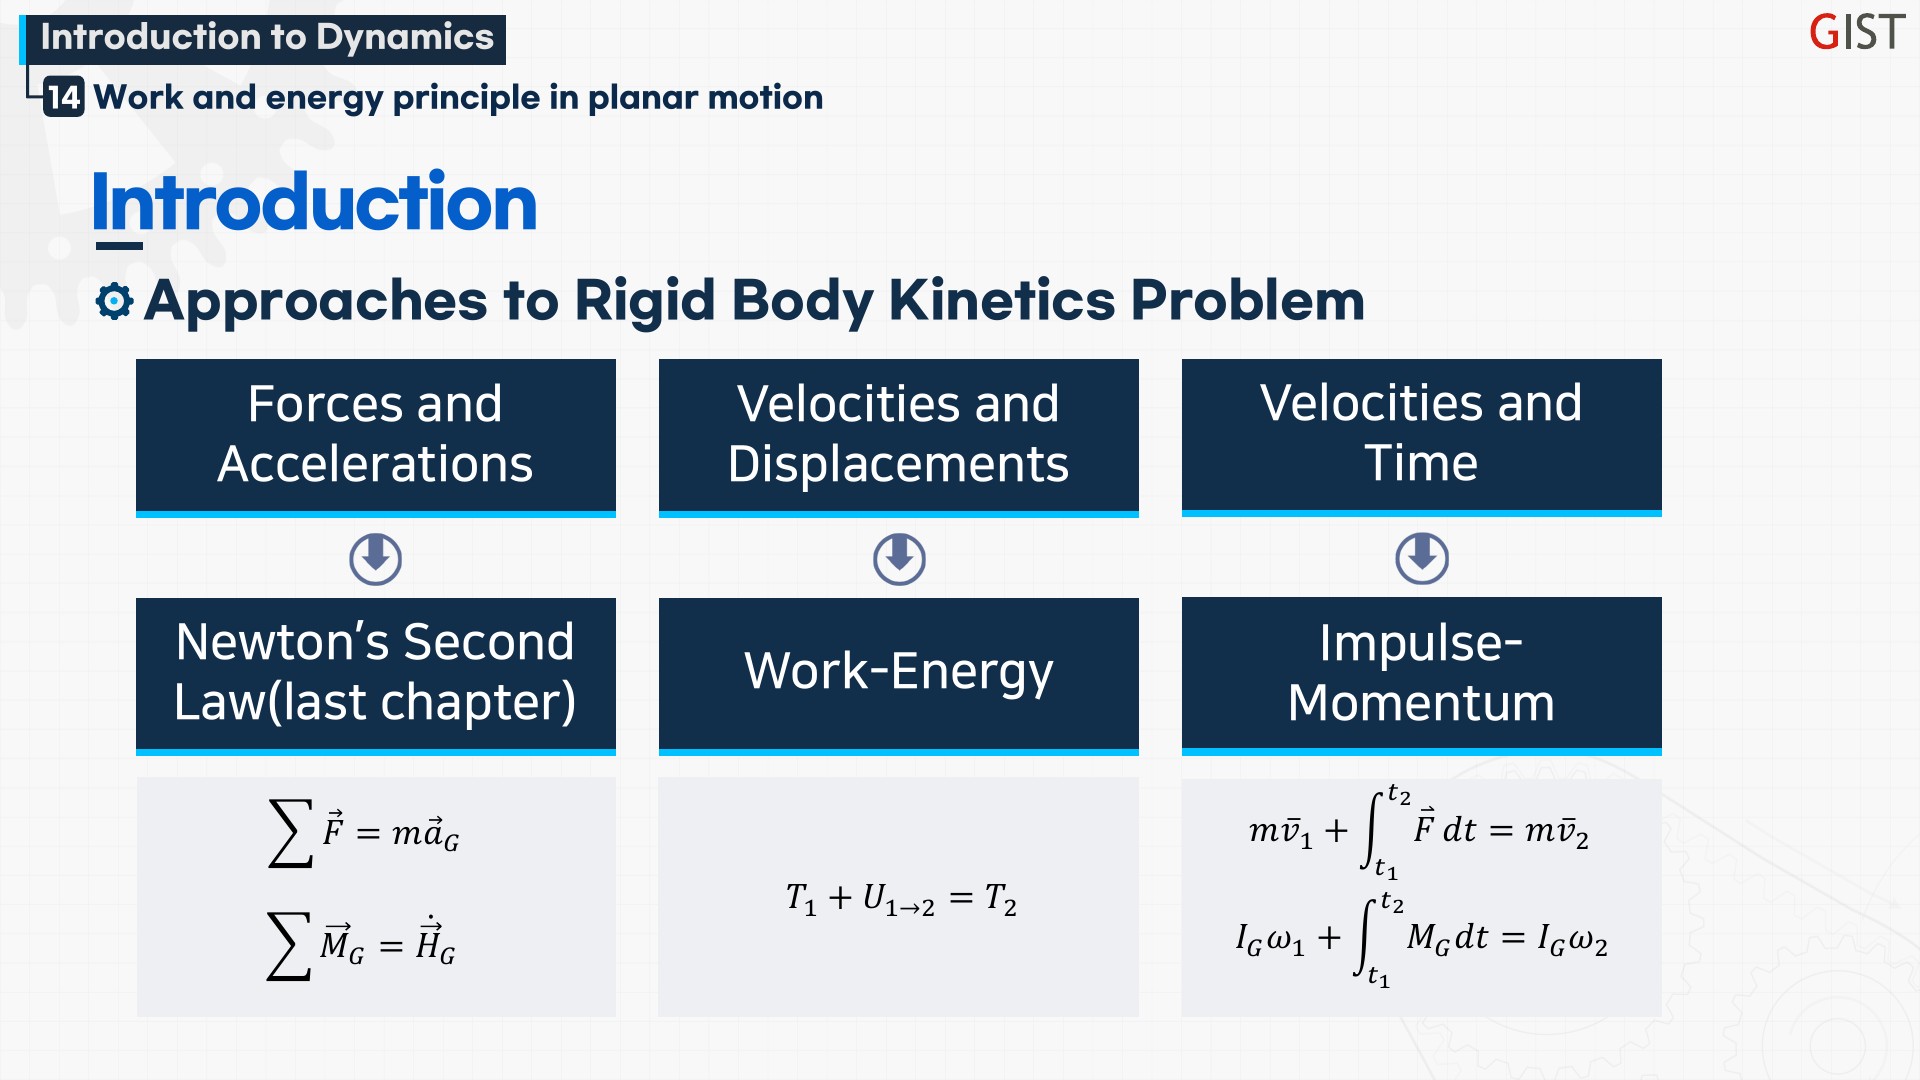 Introduction to Dynamics
GIST
14 Work and energy principle in planar motion
Introduction
Approaches to Rigid Body Kinetics Problem
Forces and
Accelerations
Velocities and
Displacements
Velocities and
Time
Newton’s Second
Law(last chapter)
Work-Energy
Impulse-
Momentum
∑ F⃗ = ma⃗_G
∑ M⃗_G = Ḣ⃗_G
T₁ + U₁→₂ = T₂
mv̄₁ + ∫_{t₁}^{t₂} F⃗ dt = mv̄₂
I_Gω₁ + ∫_{t₁}^{t₂} M_G dt = I_Gω₂